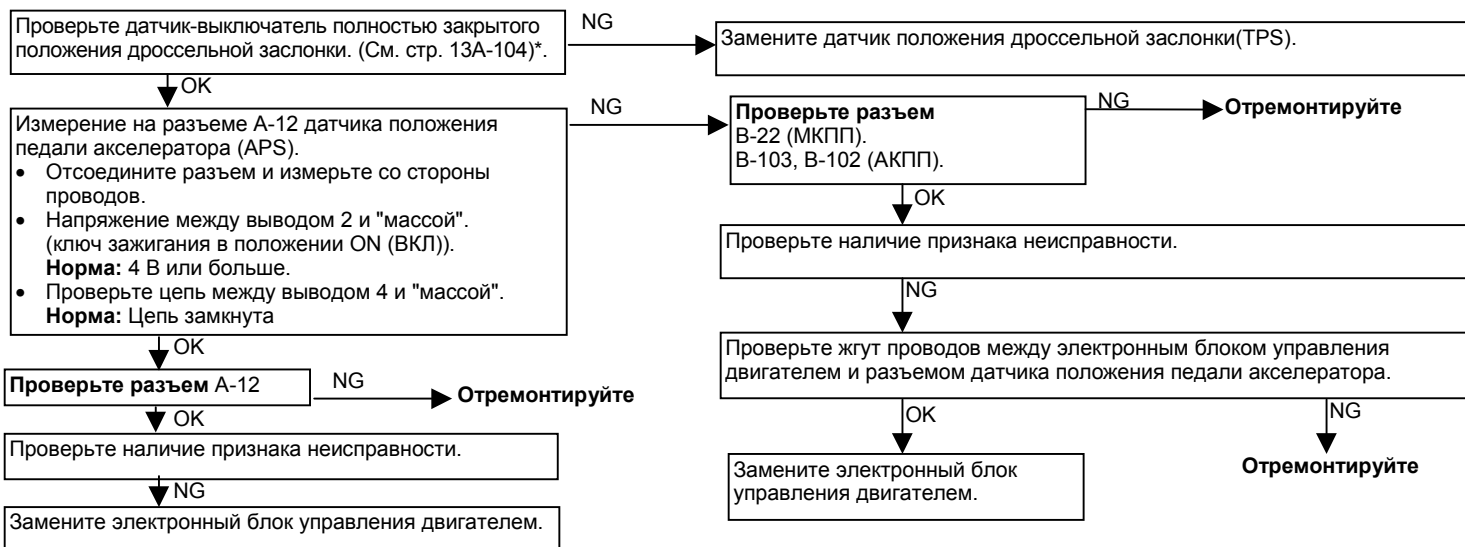 Проверьте датчик-выключатель полностью закрытого
положения дроссельной заслонки. (См. стр. 13А-104)*.
NG
Замените датчик положения дроссельной заслонки(TPS).
OK
Измерение на разъеме А-12 датчика положения
педали акселератора (APS).
• Отсоедините разъем и измерьте со стороны
проводов.
• Напряжение между выводом 2 и "массой".
(ключ зажигания в положении ON (ВКЛ)).
Норма: 4 В или больше.
• Проверьте цепь между выводом 4 и "массой".
Норма: Цепь замкнута
NG
Проверьте разъем
В-22 (МКПП).
В-103, В-102 (АКПП).
NG
Отремонтируйте
OK
Проверьте наличие признака неисправности.
NG
Проверьте жгут проводов между электронным блоком управления
двигателем и разъемом датчика положения педали акселератора.
OK
NG
Замените электронный блок
управления двигателем.
Отремонтируйте
OK
Проверьте разъем А-12
NG
Отремонтируйте
OK
Проверьте наличие признака неисправности.
NG
Замените электронный блок управления двигателем.